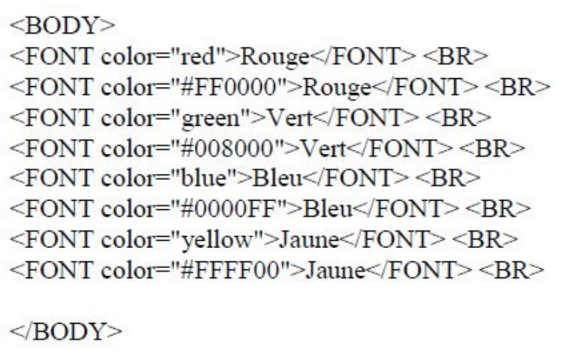 <BODY>
<FONT color="red">Rouge</FONT> <BR>
<FONT color="#FF0000">Rouge</FONT> <BR>
<FONT color="green">Vert</FONT> <BR>
<FONT color="#008000">Vert</FONT> <BR>
<FONT color="blue">Bleu</FONT> <BR>
<FONT color="#0000FF">Bleu</FONT> <BR>
<FONT color="yellow">Jaune</FONT> <BR>
<FONT color="#FFFF00">Jaune</FONT> <BR>
</BODY>